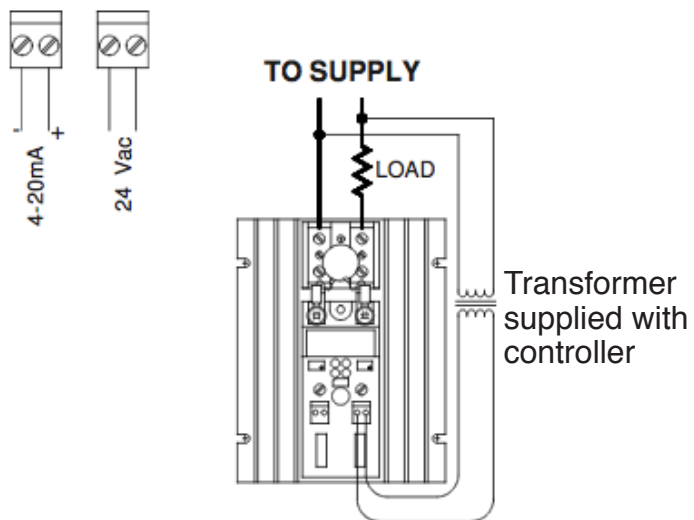 TO SUPPLY
- +
4-20mA
24 Vac
LOAD
Transformer
supplied with
controller